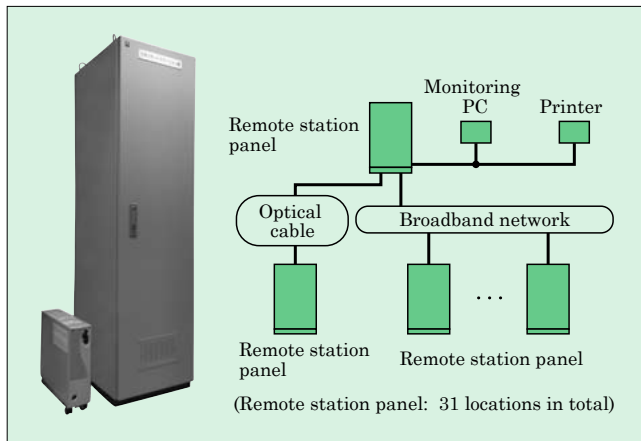 Monitoring
PC
Printer
Remote station
panel
Optical
cable
Broadband network
. . .
Remote station
panel
Remote station panel
(Remote station panel: 31 locations in total)